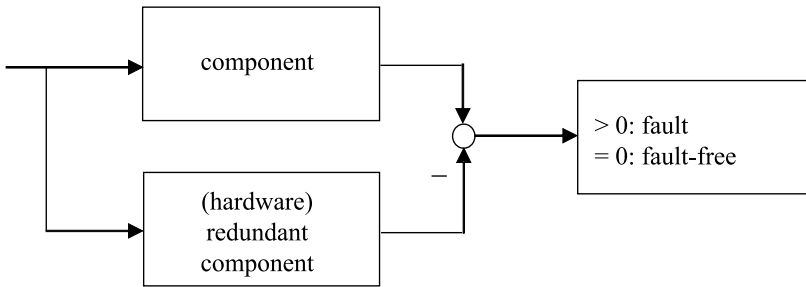 component
> 0: fault
= 0: fault-free
–
(hardware)
redundant
component